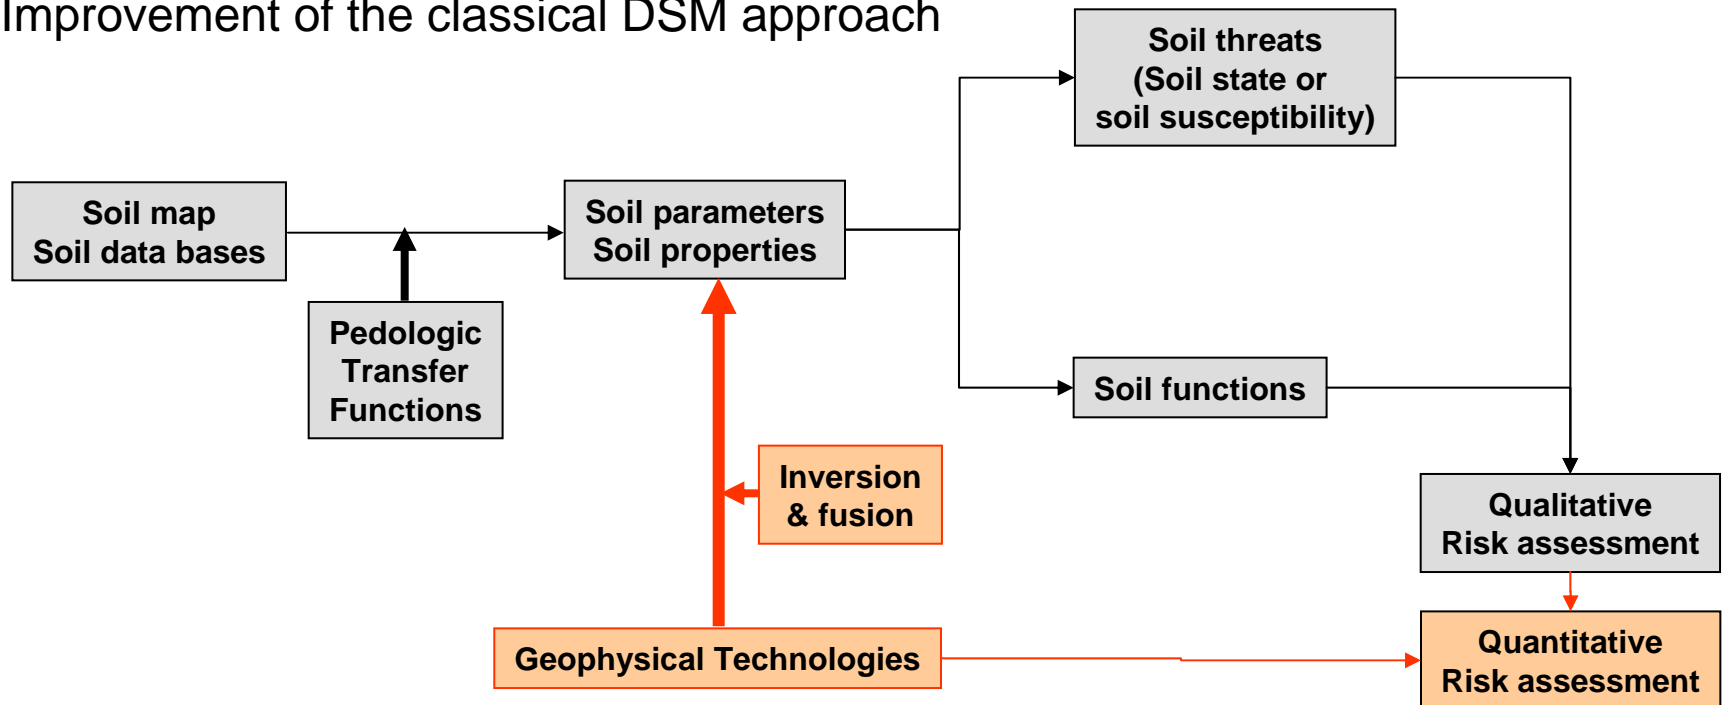 Improvement of the classical DSM approach
Soil threats
(Soil state or
soil susceptibility)
Soil map
Soil data bases
Soil parameters
Soil properties
Pedologic
Transfer
Functions
Soil functions
Inversion
& fusion
Qualitative
Risk assessment
Geophysical Technologies
Quantitative
Risk assessment